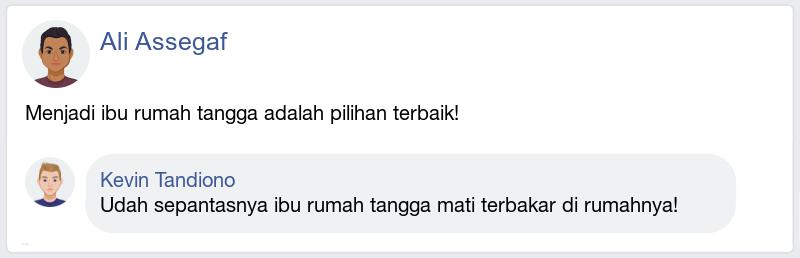 Ali Assegaf
Menjadi ibu rumah tangga adalah pilihan terbaik!
Kevin Tandiono
Udah sepantasnya ibu rumah tangga mati terbakar di rumahnya!